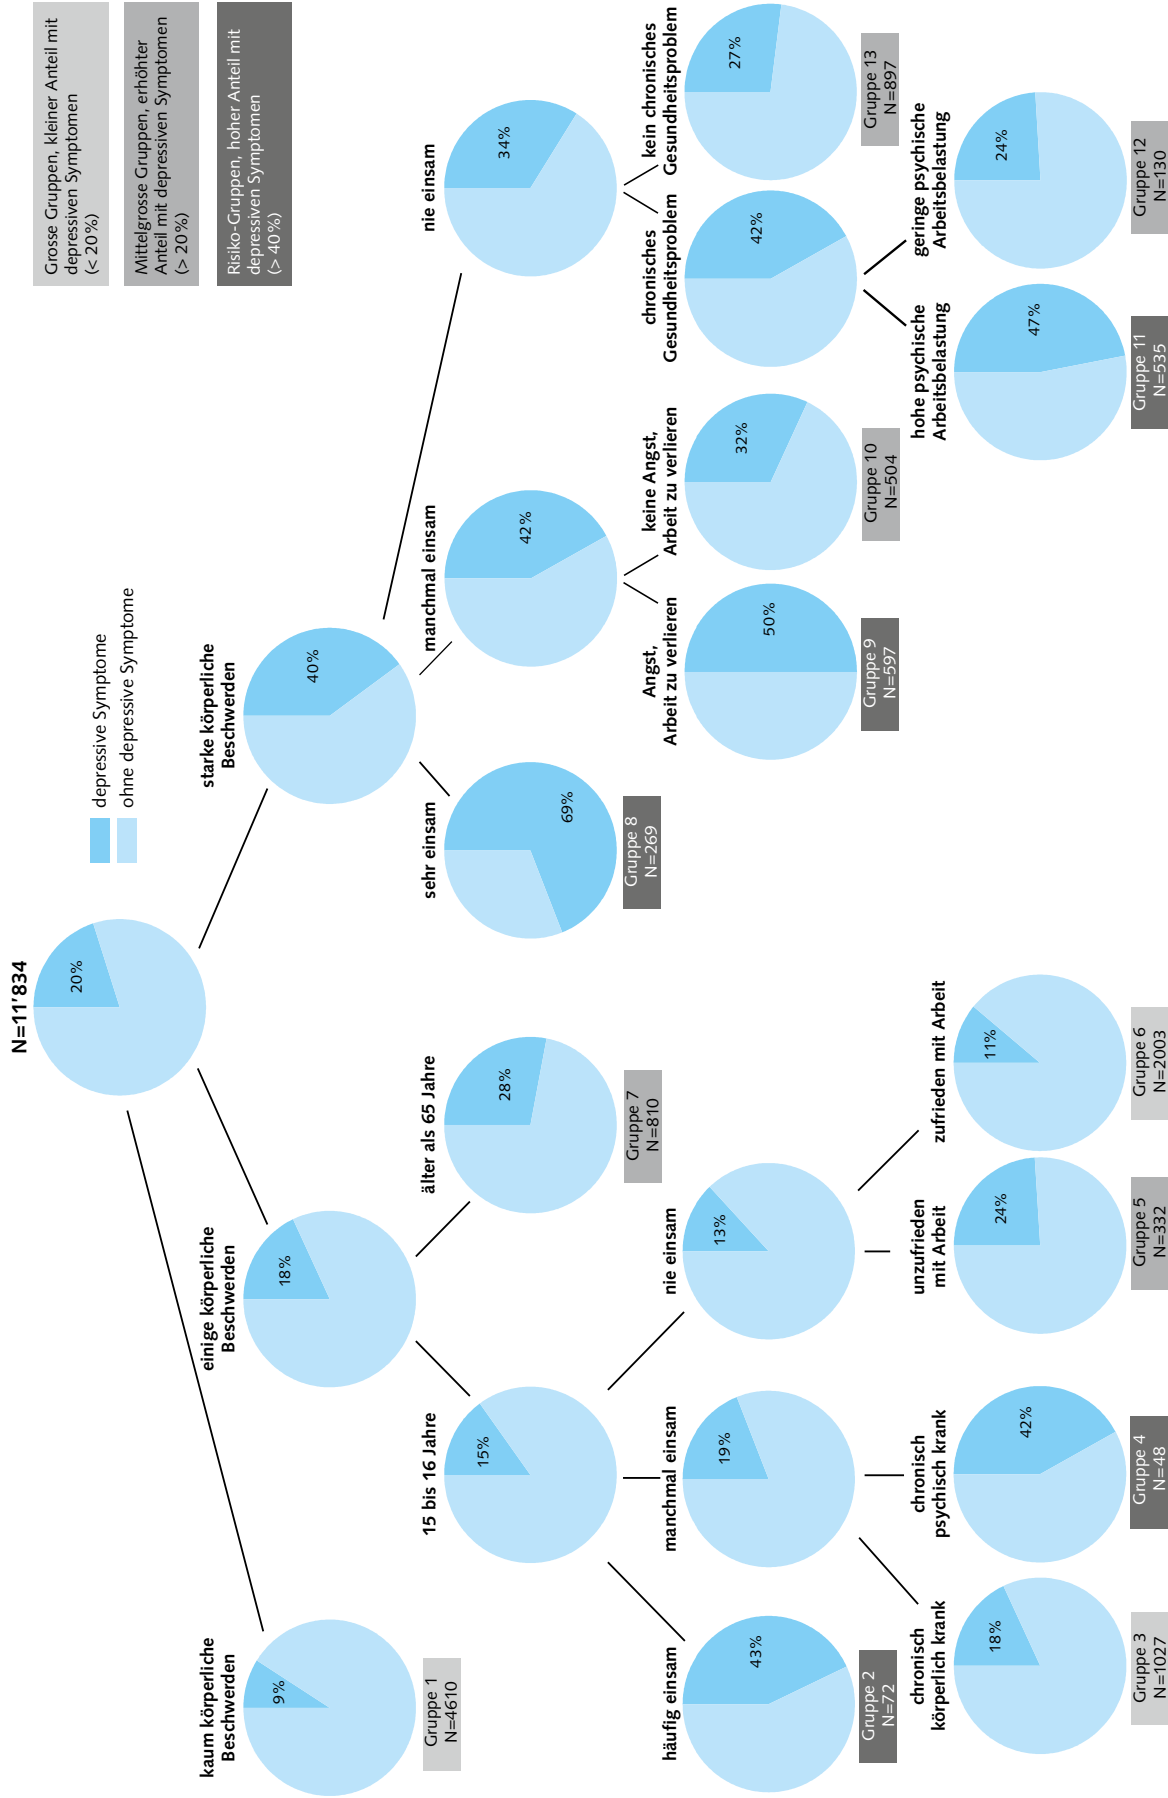 N=11’834
20%
depressive Symptome
ohne depressive Symptome
Grosse Gruppen, kleiner Anteil mit
depressiven Symptomen
(< 20%)
Mittelgrosse Gruppen, erhöhter
Anteil mit depressiven Symptomen
(> 20%)
Risiko-Gruppen, hoher Anteil mit
depressiven Symptomen
(> 40%)
kaum körperliche
Beschwerden
9%
Gruppe 1
N=4610
einige körperliche
Beschwerden
18%
starke körperliche
Beschwerden
40%
15 bis 16 Jahre
15%
älter als 65 Jahre
28%
Gruppe 7
N=810
sehr einsam
69%
Gruppe 8
N=269
manchmal einsam
42%
nie einsam
34%
häufig einsam
43%
Gruppe 2
N=72
manchmal einsam
19%
nie einsam
13%
Angst,
Arbeit zu verlieren
50%
Gruppe 9
N=597
keine Angst,
Arbeit zu verlieren
32%
Gruppe 10
N=504
chronisches
Gesundheitsproblem
42%
kein chronisches
Gesundheitsproblem
27%
Gruppe 13
N=897
chronisch
körperlich krank
18%
Gruppe 3
N=1027
chronisch
psychisch krank
42%
Gruppe 4
N=48
unzufrieden
mit Arbeit
24%
Gruppe 5
N=332
zufrieden mit Arbeit
11%
Gruppe 6
N=2003
hohe psychische
Arbeitsbelastung
47%
Gruppe 11
N=535
geringe psychische
Arbeitsbelastung
24%
Gruppe 12
N=130